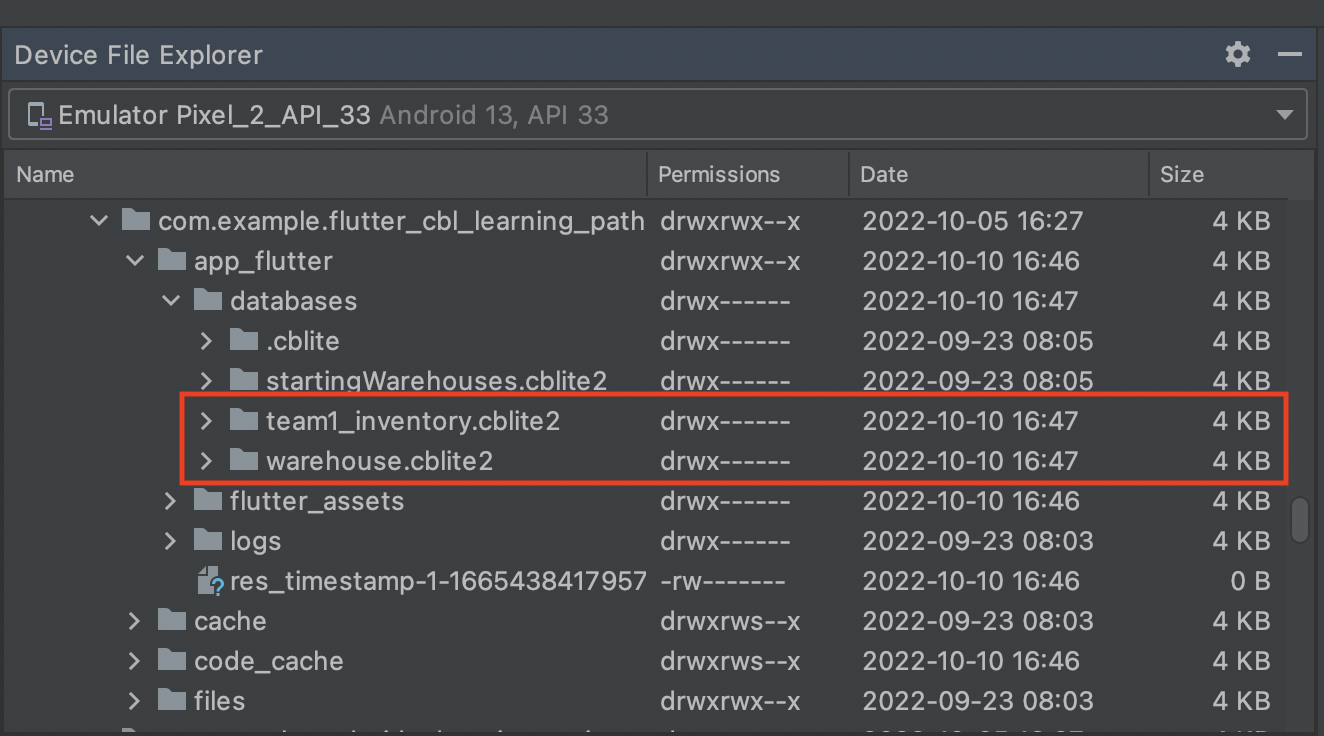 Device File Explorer
Emulator Pixel_2_API_33 Android 13, API 33
Name Permissions Date Size
com.example.flutter_cbl_learning_path drwxrwx--x 2022-10-05 16:27 4 KB
app_flutter drwxrwx--x 2022-10-10 16:46 4 KB
databases drwx------ 2022-10-10 16:47 4 KB
.cblite drwx------ 2022-09-23 08:05 4 KB
startingWarehouses.cblite2 drwx------ 2022-09-23 08:05 4 KB
team1_inventory.cblite2 drwx------ 2022-10-10 16:47 4 KB
warehouse.cblite2 drwx------ 2022-10-10 16:47 4 KB
flutter_assets drwx------ 2022-10-10 16:46 4 KB
logs drwx------ 2022-09-23 08:03 4 KB
res_timestamp-1-1665438417957 -rw------- 2022-10-10 16:46 0 B
cache drwxrws--x 2022-09-23 08:03 4 KB
code_cache drwxrws--x 2022-10-10 16:46 4 KB
files drwxrwx--x 2022-09-23 08:03 4 KB